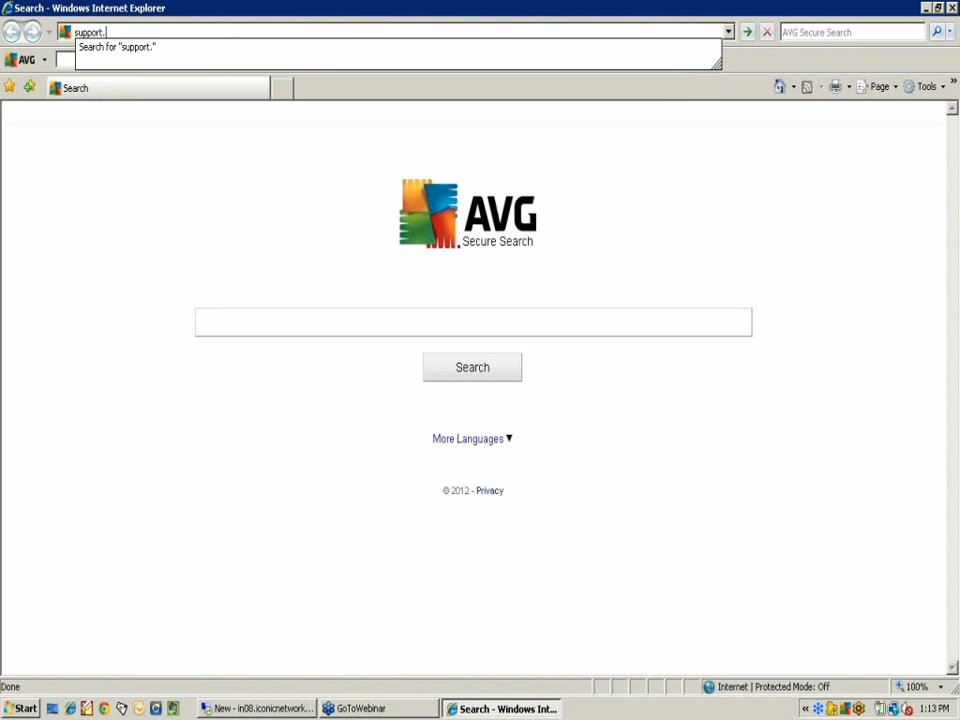 Search - Windows Internet Explorer
support.
AVG Secure Search
Search for "support."
AVG
Search
Page
Tools
»
AVG
Secure Search
Search
More Languages▼
© 2012 - Privacy
Done
Internet | Protected Mode: Off
100%
Start
New - in08.iconicnetwork...
GoToWebinar
Search - Windows Int...
«
1:13 PM